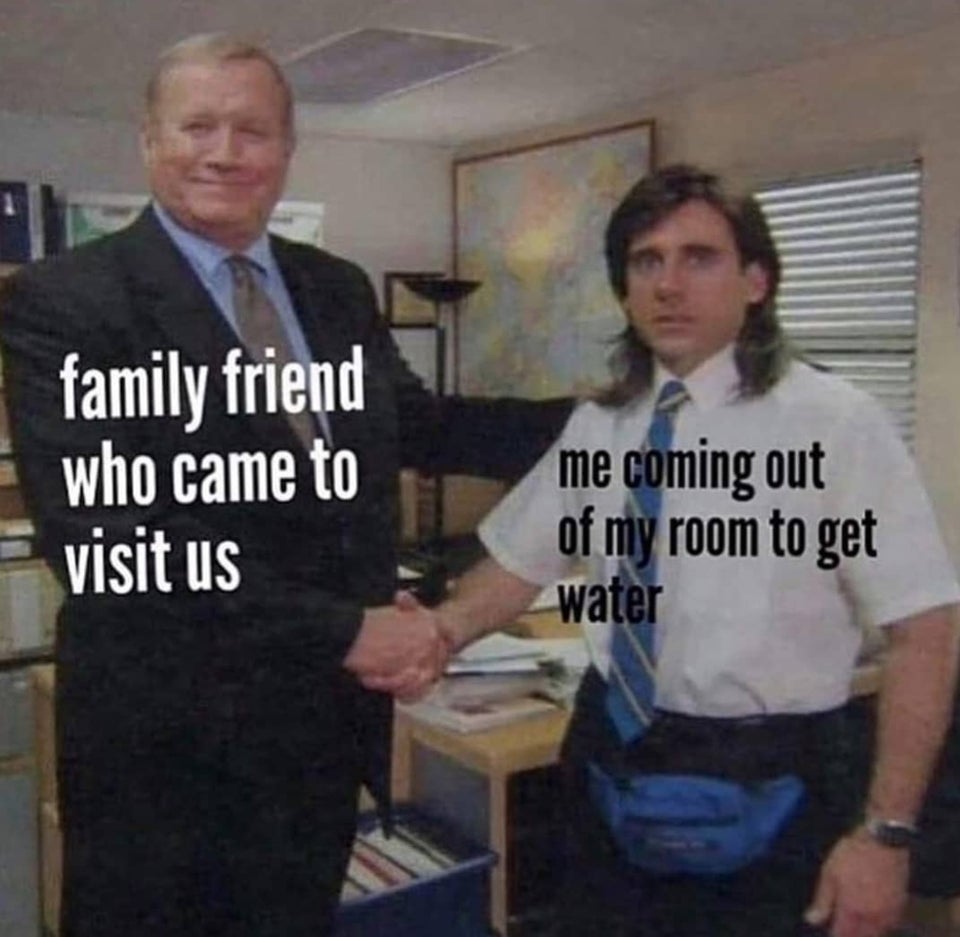 family friend
who came to
visit us
me coming out
of my room to get
water